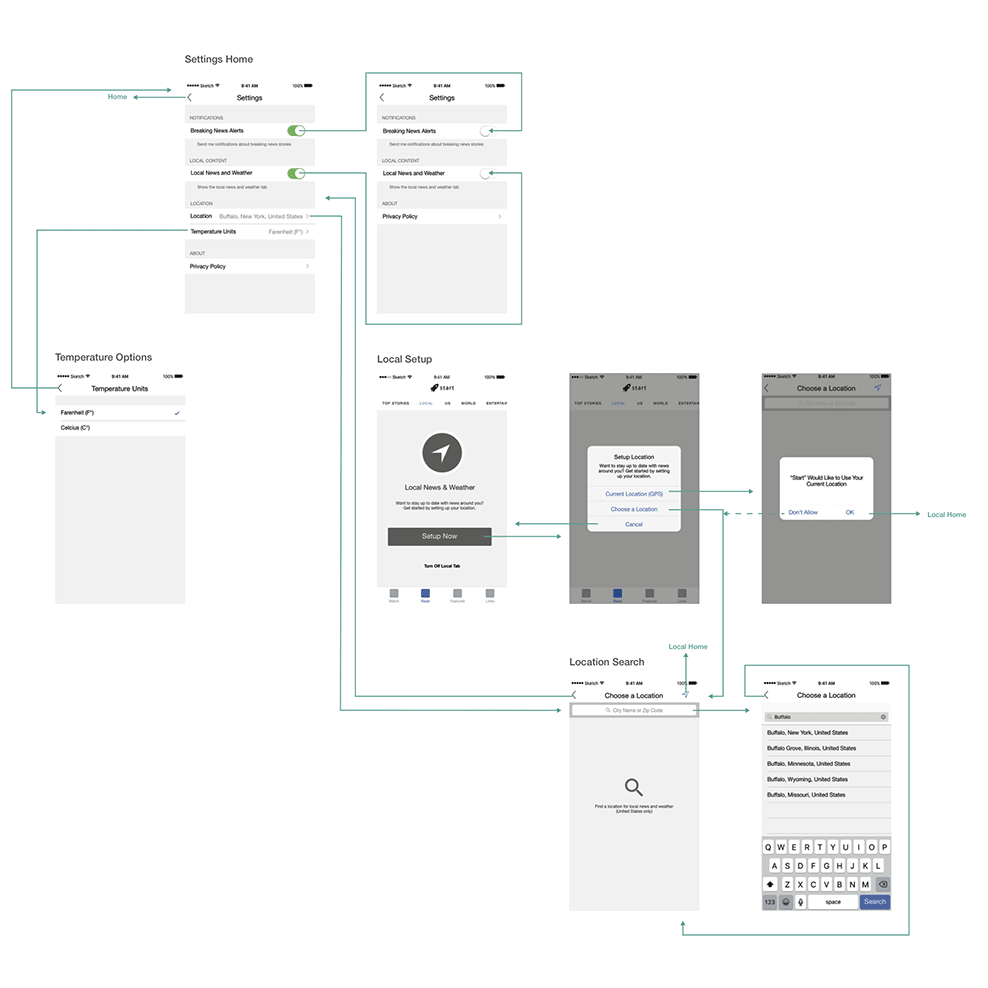 Settings Home
Home
Sketch 9:41 AM 100%
Settings
NOTIFICATIONS
Breaking News Alerts
Send me notifications about breaking news stories
LOCAL CONTENT
Local News and Weather
Show the local news and weather tab
LOCATION
Location Buffalo, New York, United States
Temperature Units Farenheit (F°)
ABOUT
Privacy Policy
Sketch 9:41 AM 100%
Settings
NOTIFICATIONS
Breaking News Alerts
Send me notifications about breaking news stories
LOCAL CONTENT
Local News and Weather
Show the local news and weather tab
ABOUT
Privacy Policy
Temperature Options
Sketch 9:41 AM 100%
Temperature Units
Farenheit (F°)
Celcius (C°)
Local Setup
Sketch 9:41 AM 100%
start
TOP STORIES LOCAL US WORLD ENTERTAI
Local News & Weather
Want to stay up to date with news around you?
Get started by setting up your location.
Setup Now
Turn Off Local Tab
Watch News Featured Links
Sketch 9:41 AM 100%
start
TOP STORIES LOCAL US WORLD ENTERTAI
Setup Location
Want to stay up to date with news
around you? Get started by setting
up your location.
Current Location (GPS)
Choose a Location
Cancel
Watch News Featured Links
Sketch 9:41 AM 100%
Choose a Location
City Name or Zip Code
"Start" Would Like to Use Your
Current Location
Don't Allow OK
Local Home
Location Search
Local Home
Sketch 9:41 AM 100%
Choose a Location
City Name or Zip Code
Find a location for local news and weather
(United States only)
Sketch 9:41 AM 100%
Choose a Location
Buffalo
Buffalo, New York, United States
Buffalo Grove, Illinois, United States
Buffalo, Minnesota, United States
Buffalo, Wyoming, United States
Buffalo, Missouri, United States
Q W E R T Y U I O P
A S D F G H J K L
Z X C V B N M
123 space Search